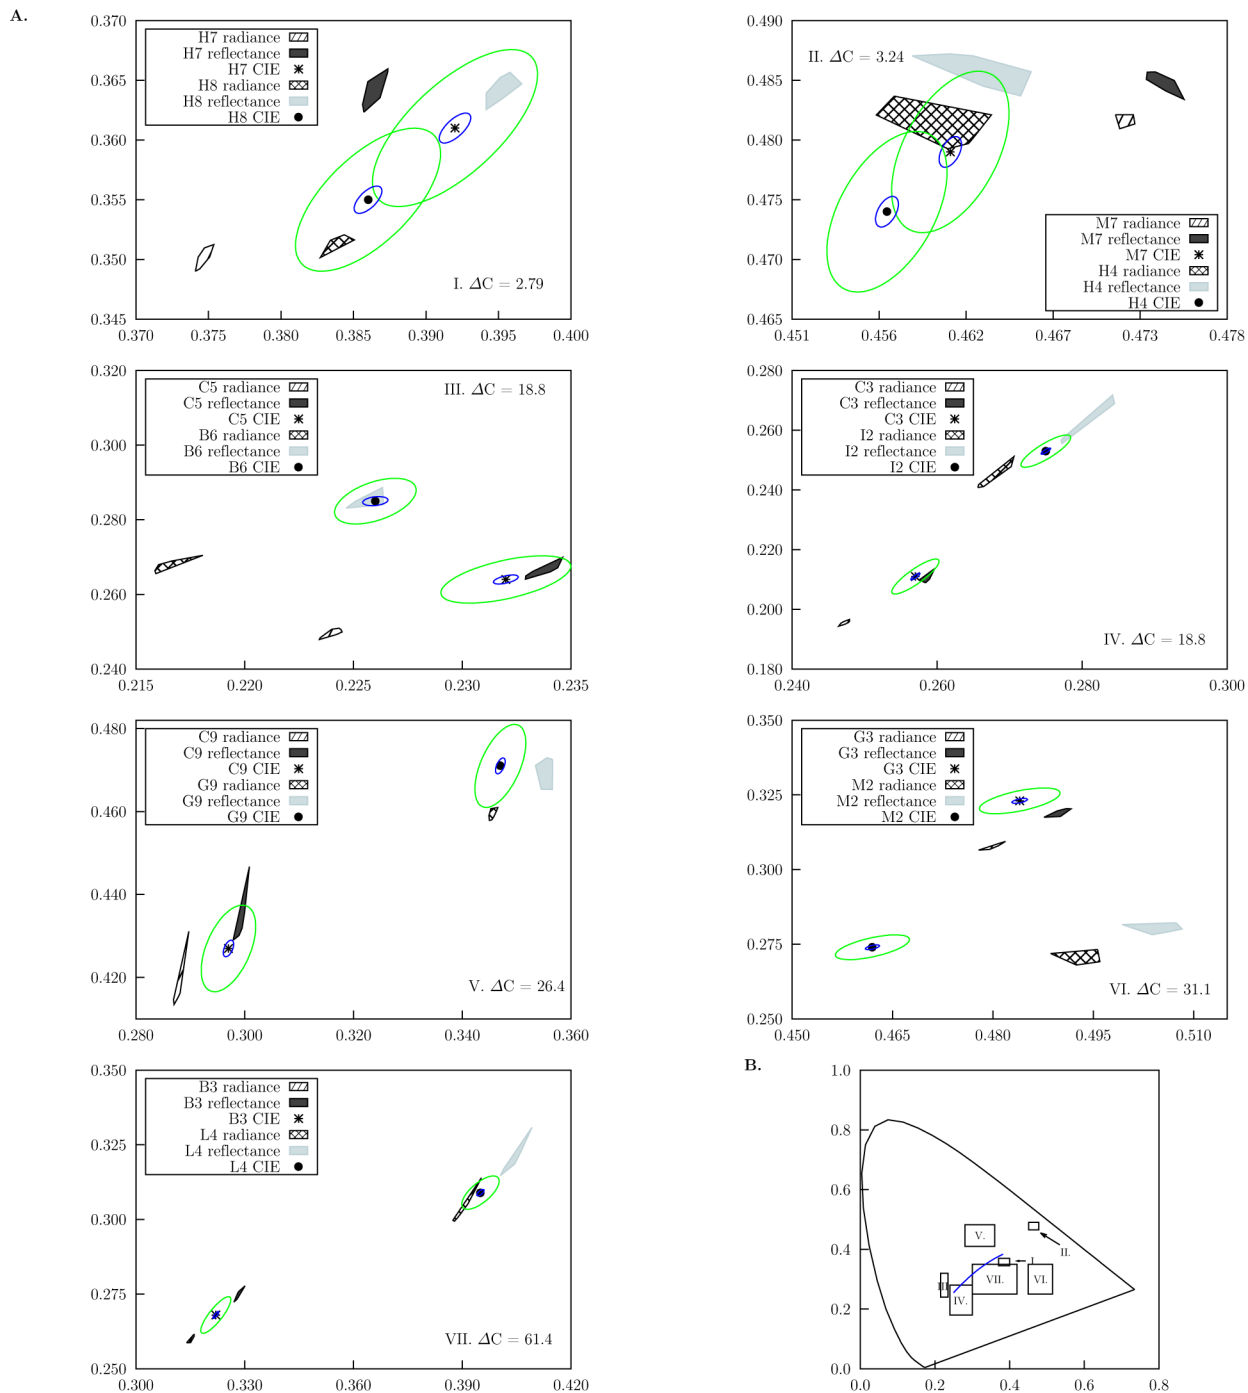 A.
0.370
0.365
0.360
0.355
0.350
0.345
0.370 0.375 0.380 0.385 0.390 0.395 0.400
H7 radiance
H7 reflectance
H7 CIE
H8 radiance
H8 reflectance
H8 CIE
I. ΔC = 2.79
0.490
0.485
0.480
0.475
0.470
0.465
0.451 0.456 0.462 0.467 0.473 0.478
II. ΔC = 3.24
M7 radiance
M7 reflectance
M7 CIE
H4 radiance
H4 reflectance
H4 CIE
0.320
0.300
0.280
0.260
0.240
0.215 0.220 0.226 0.230 0.235
C5 radiance
C5 reflectance
C5 CIE
B6 radiance
B6 reflectance
B6 CIE
III. ΔC = 18.8
0.280
0.260
0.240
0.220
0.200
0.180
0.240 0.260 0.280 0.300
C3 radiance
C3 reflectance
C3 CIE
I2 radiance
I2 reflectance
I2 CIE
IV. ΔC = 18.8
0.480
0.460
0.440
0.420
0.410
0.280 0.300 0.320 0.340 0.360
C9 radiance
C9 reflectance
C9 CIE
G9 radiance
G9 reflectance
G9 CIE
V. ΔC = 26.4
0.350
0.325
0.300
0.275
0.250
0.450 0.465 0.480 0.495 0.510
G3 radiance
G3 reflectance
G3 CIE
M2 radiance
M2 reflectance
M2 CIE
VI. ΔC = 31.1
0.350
0.325
0.300
0.275
0.250
0.300 0.330 0.360 0.390 0.420
B3 radiance
B3 reflectance
B3 CIE
L4 radiance
L4 reflectance
L4 CIE
VII. ΔC = 61.4
B.
1.0
0.8
0.6
0.4
0.2
0.0
0.0 0.2 0.4 0.6 0.8
V.
II.
I.
III.
VII.
VI.
IV.